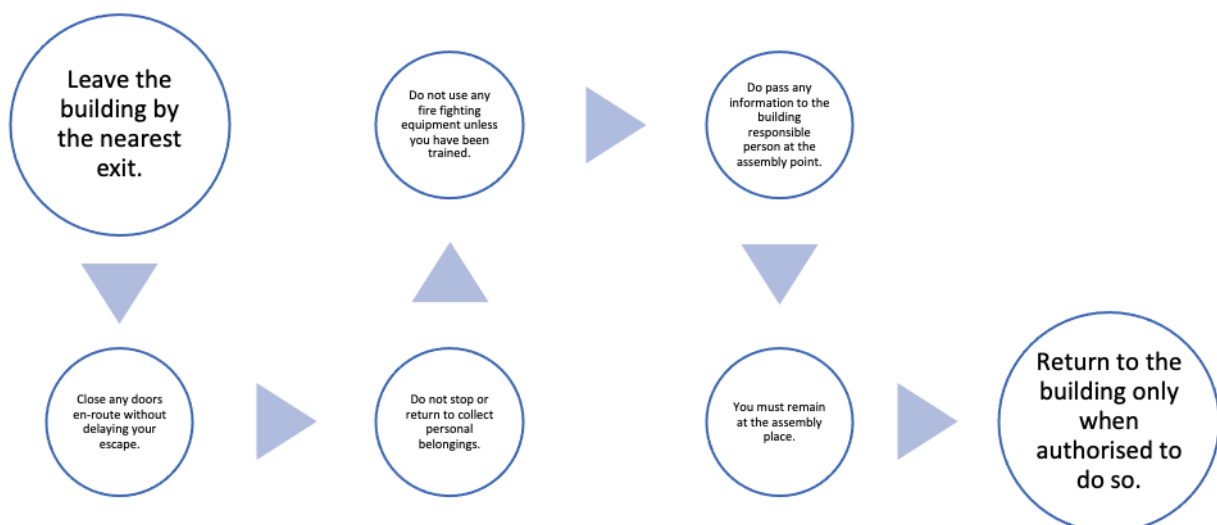 Leave the
building by
the nearest
exit.
Close any doors
en-route without
delaying your
escape.
Do not stop or
return to collect
personal
belongings.
Do not use any
fire fighting
equipment unless
you have been
trained.
Do pass any
information to the
building
responsible
person at the
assembly point.
You must remain
at the assembly
place.
Return to the
building only
when
authorised to
do so.